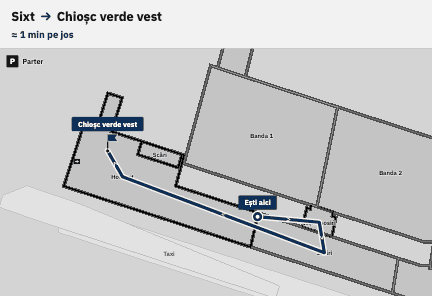 Sixt → Chioșc verde vest
≈ 1 min pe jos
P Parter
Chioșc verde vest
Scări
Banda 1
Banda 2
Ești aici
Taxi